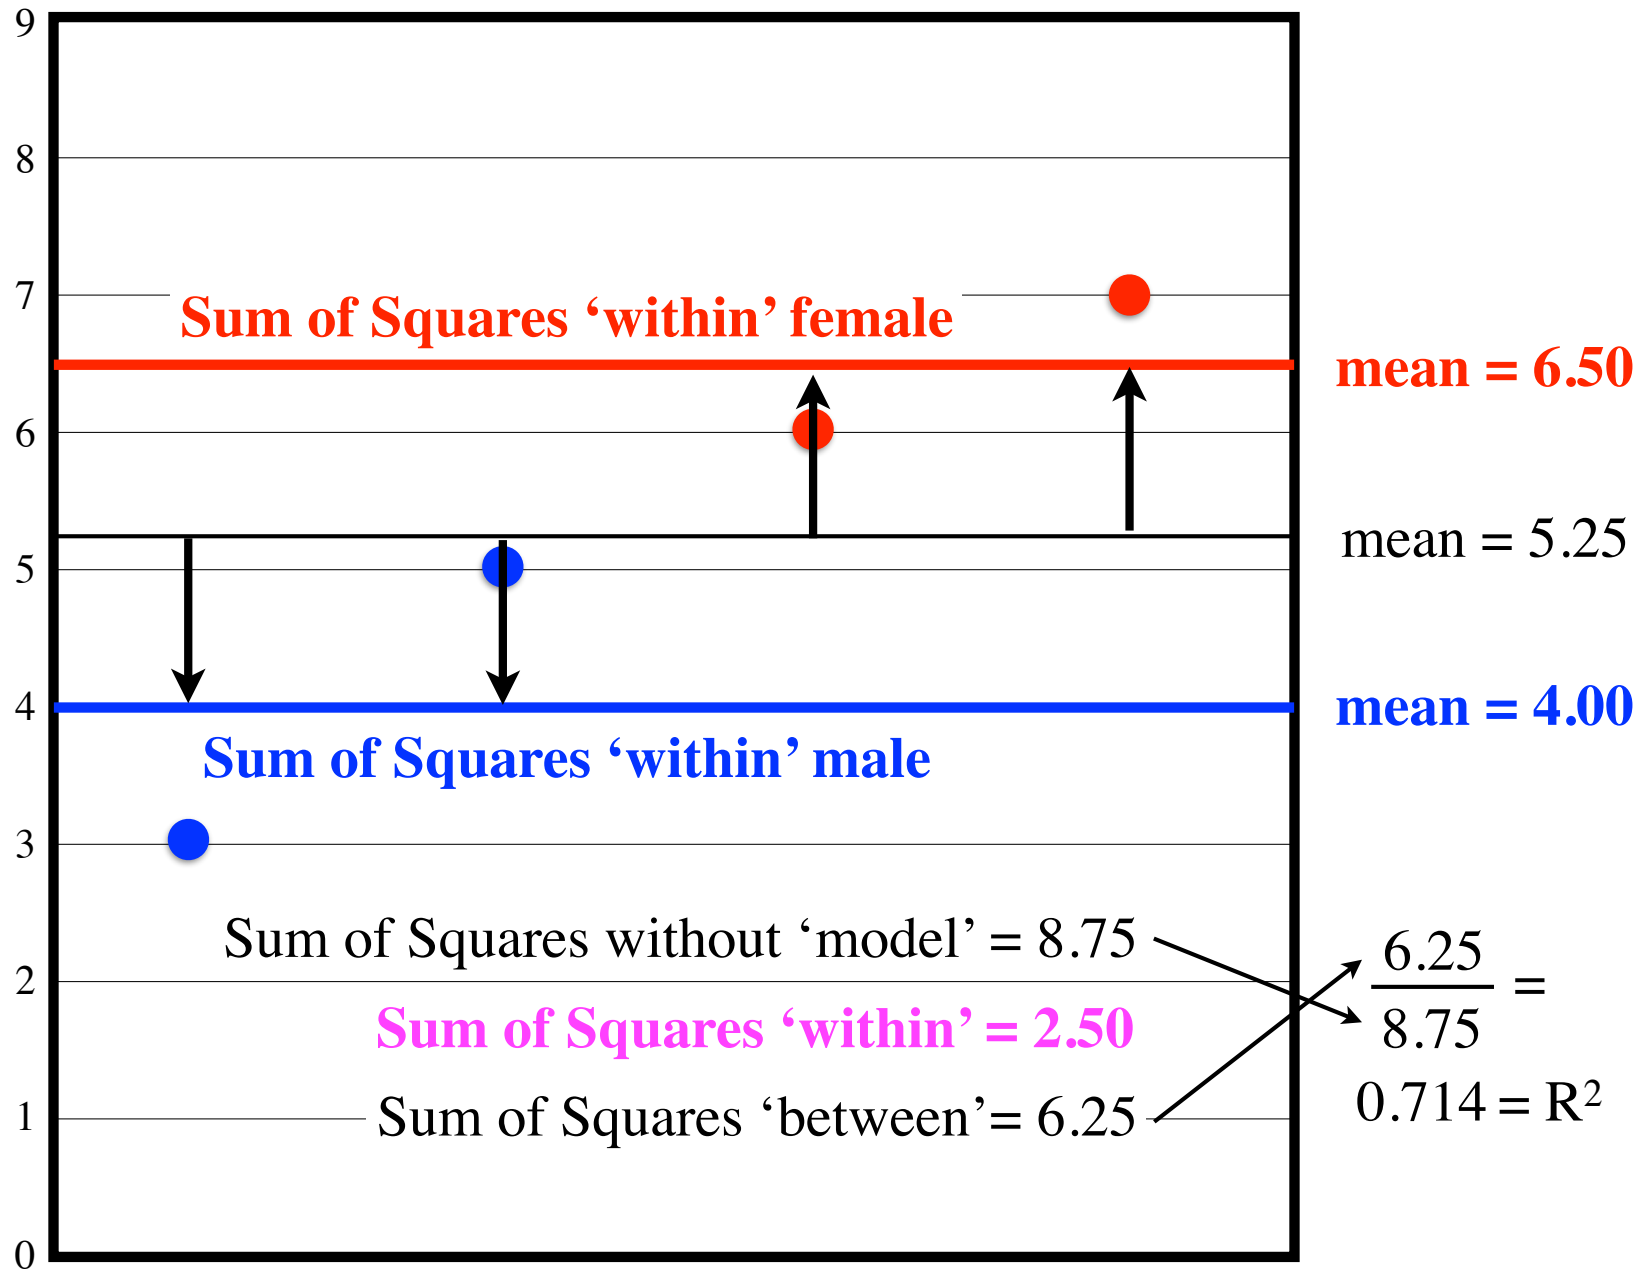 9
8
7
Sum of Squares ‘within’ female
mean = 6.50
6
mean = 5.25
5
4
mean = 4.00
Sum of Squares ‘within’ male
3
Sum of Squares without ‘model’ = 8.75
6.25
=
2
Sum of Squares ‘within’ = 2.50
8.75
1
Sum of Squares ‘between’= 6.25
0.714 = R²
0